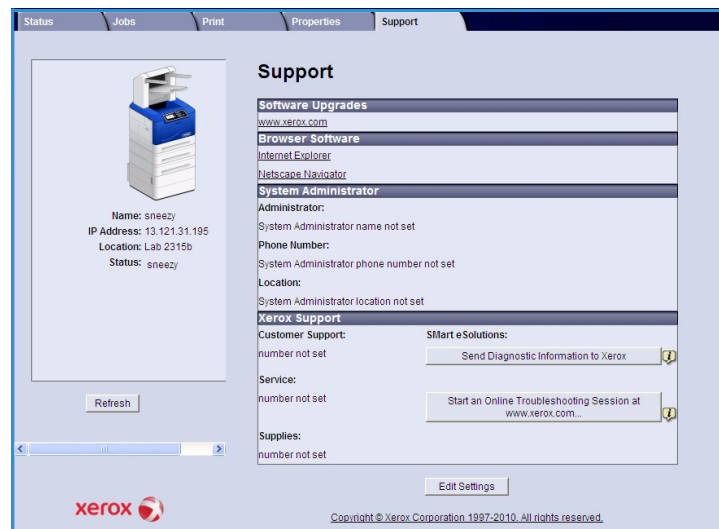 Status Jobs Print Properties Support
Name: sneezy
IP Address: 13.121.31.195
Location: Lab 2315b
Status: sneezy
Refresh
xerox
Support
Software Upgrades
www.xerox.com
Browser Software
Internet Explorer
Netscape Navigator
System Administrator
Administrator:
System Administrator name not set
Phone Number:
System Administrator phone number not set
Location:
System Administrator location not set
Xerox Support
Customer Support: SMart eSolutions:
number not set Send Diagnostic Information to Xerox
Service:
number not set Start an Online Troubleshooting Session at
www.xerox.com...
Supplies:
number not set
Edit Settings
Copyright © Xerox Corporation 1997-2010. All rights reserved.